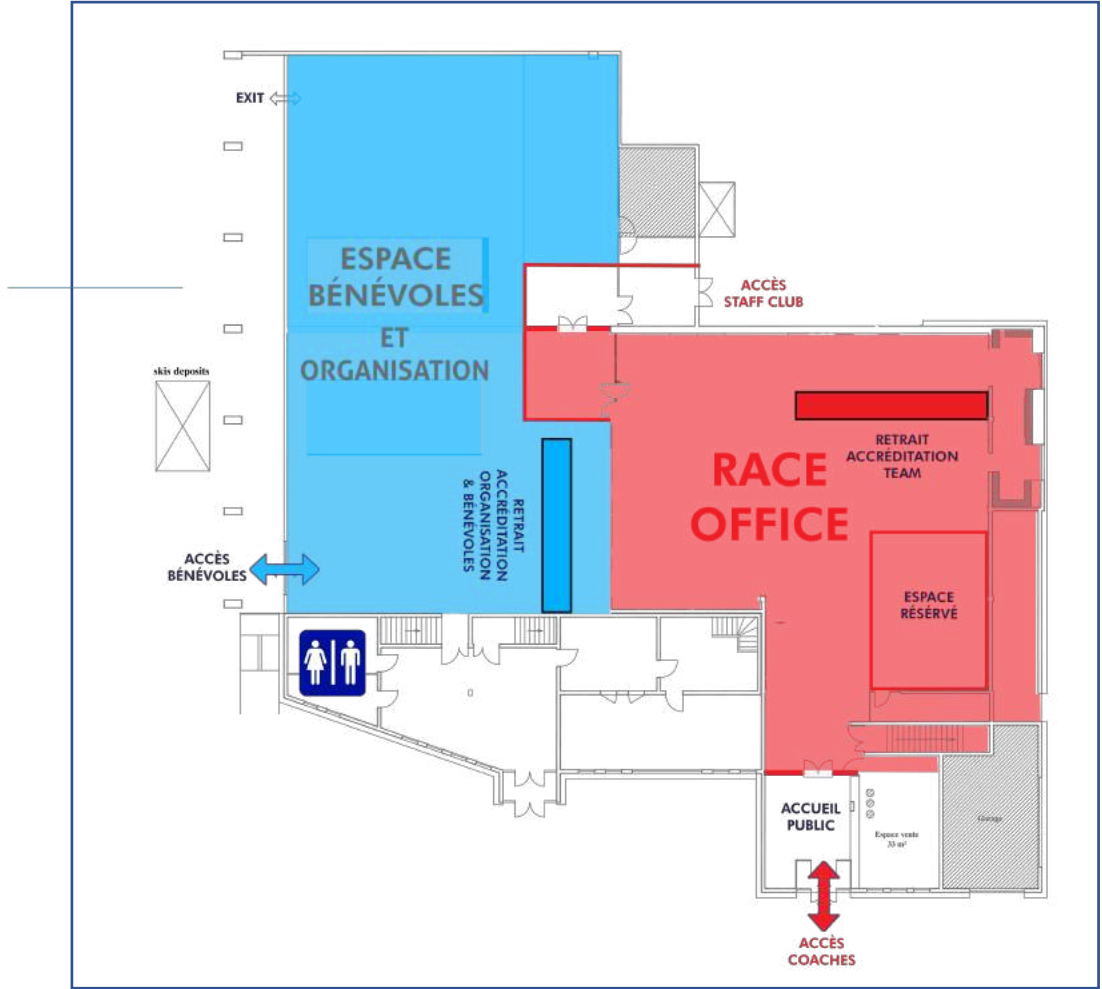 EXIT
ESPACE
BÉNÉVOLES
ET
ORGANISATION
ACCÈS
STAFF CLUB
skis deposits
RETRAIT
ACCRÉDITATION
TEAM
RACE
OFFICE
RETRAIT
ACCRÉDITATION
ORGANISATION
& BÉNÉVOLES
ACCÈS
BÉNÉVOLES
ESPACE
RÉSERVÉ
ACCUEIL
PUBLIC
Espace vente
33 m²
Garage
ACCÈS
COACHES